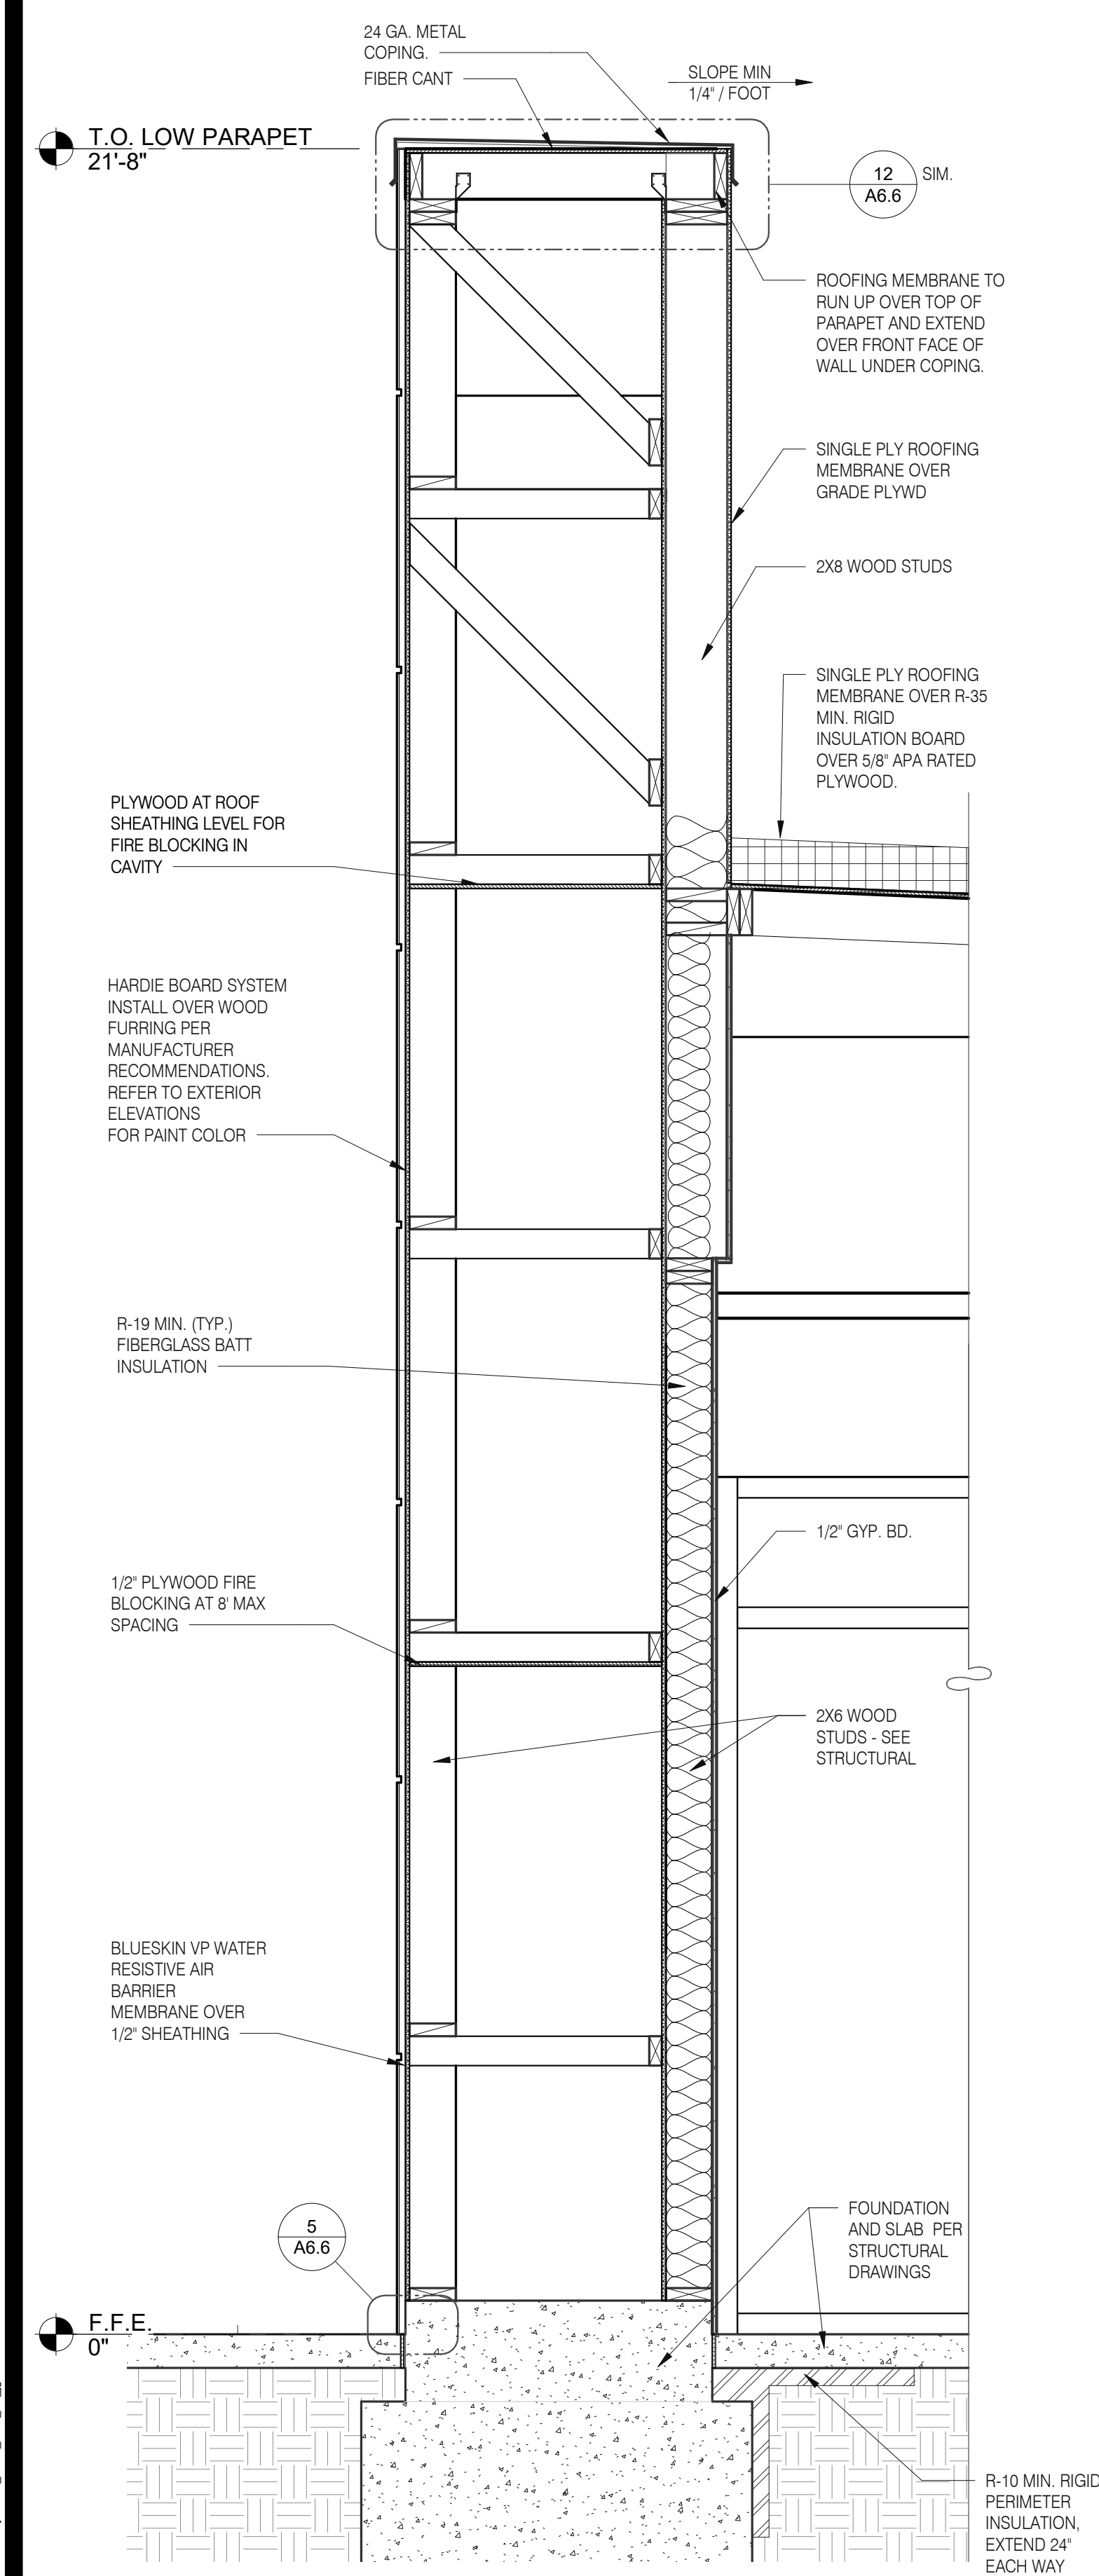 24 GA. METAL
COPING.
FIBER CANT
SLOPE MIN
1/4" / FOOT
T.O. LOW PARAPET
21'-8"
12
A6.6
SIM.
ROOFING MEMBRANE TO
RUN UP OVER TOP OF
PARAPET AND EXTEND
OVER FRONT FACE OF
WALL UNDER COPING.
SINGLE PLY ROOFING
MEMBRANE OVER
GRADE PLYWD
2X8 WOOD STUDS
SINGLE PLY ROOFING
MEMBRANE OVER R-35
MIN. RIGID
INSULATION BOARD
OVER 5/8" APA RATED
PLYWOOD.
PLYWOOD AT ROOF
SHEATHING LEVEL FOR
FIRE BLOCKING IN
CAVITY
HARDIE BOARD SYSTEM
INSTALL OVER WOOD
FURRING PER
MANUFACTURER
RECOMMENDATIONS.
REFER TO EXTERIOR
ELEVATIONS
FOR PAINT COLOR
R-19 MIN. (TYP.)
FIBERGLASS BATT
INSULATION
1/2" GYP. BD.
1/2" PLYWOOD FIRE
BLOCKING AT 8' MAX
SPACING
2X6 WOOD
STUDS - SEE
STRUCTURAL
BLUESKIN VP WATER
RESISTIVE AIR
BARRIER
MEMBRANE OVER
1/2" SHEATHING
5
A6.6
FOUNDATION
AND SLAB PER
STRUCTURAL
DRAWINGS
F.F.E.
0"
R-10 MIN. RIGID
PERIMETER
INSULATION,
EXTEND 24"
EACH WAY